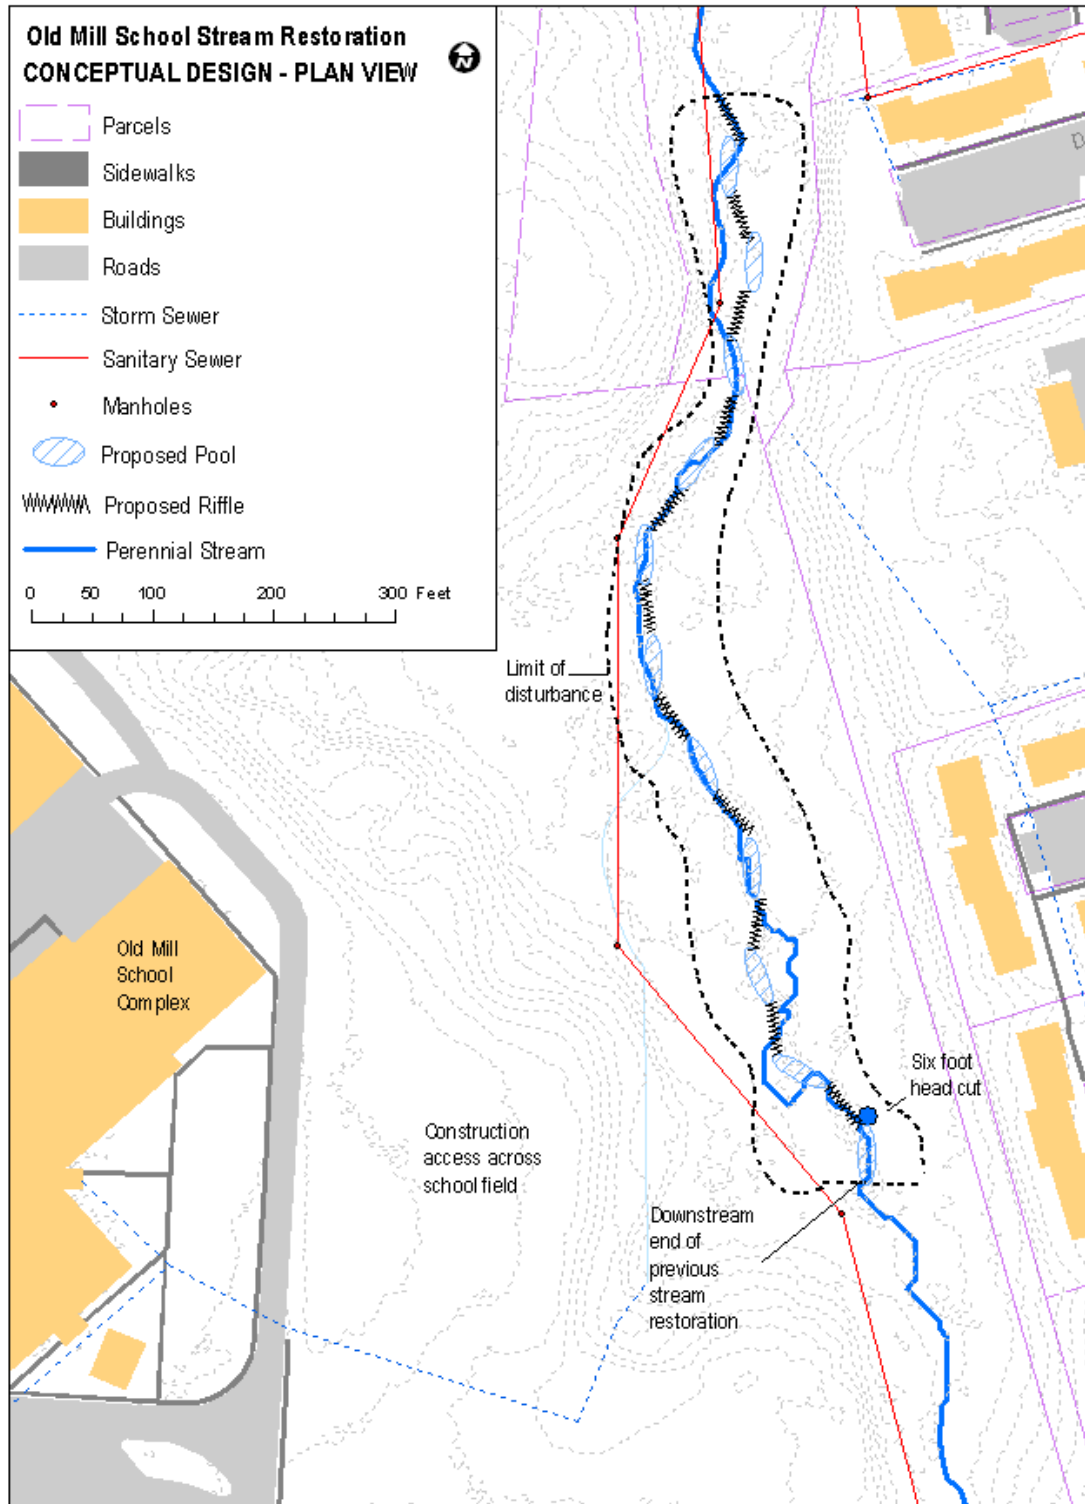 Old Mill School Stream Restoration
CONCEPTUAL DESIGN - PLAN VIEW
N
Parcels
Sidewalks
Buildings
Roads
Storm Sewer
Sanitary Sewer
Manholes
Proposed Pool
Proposed Riffle
Perennial Stream
0 50 100 200 300 Feet
D
Limit of
disturbance
Old Mill
School
Complex
Six foot
head cut
Construction
access across
school field
Downstream
end of
previous
stream
restoration